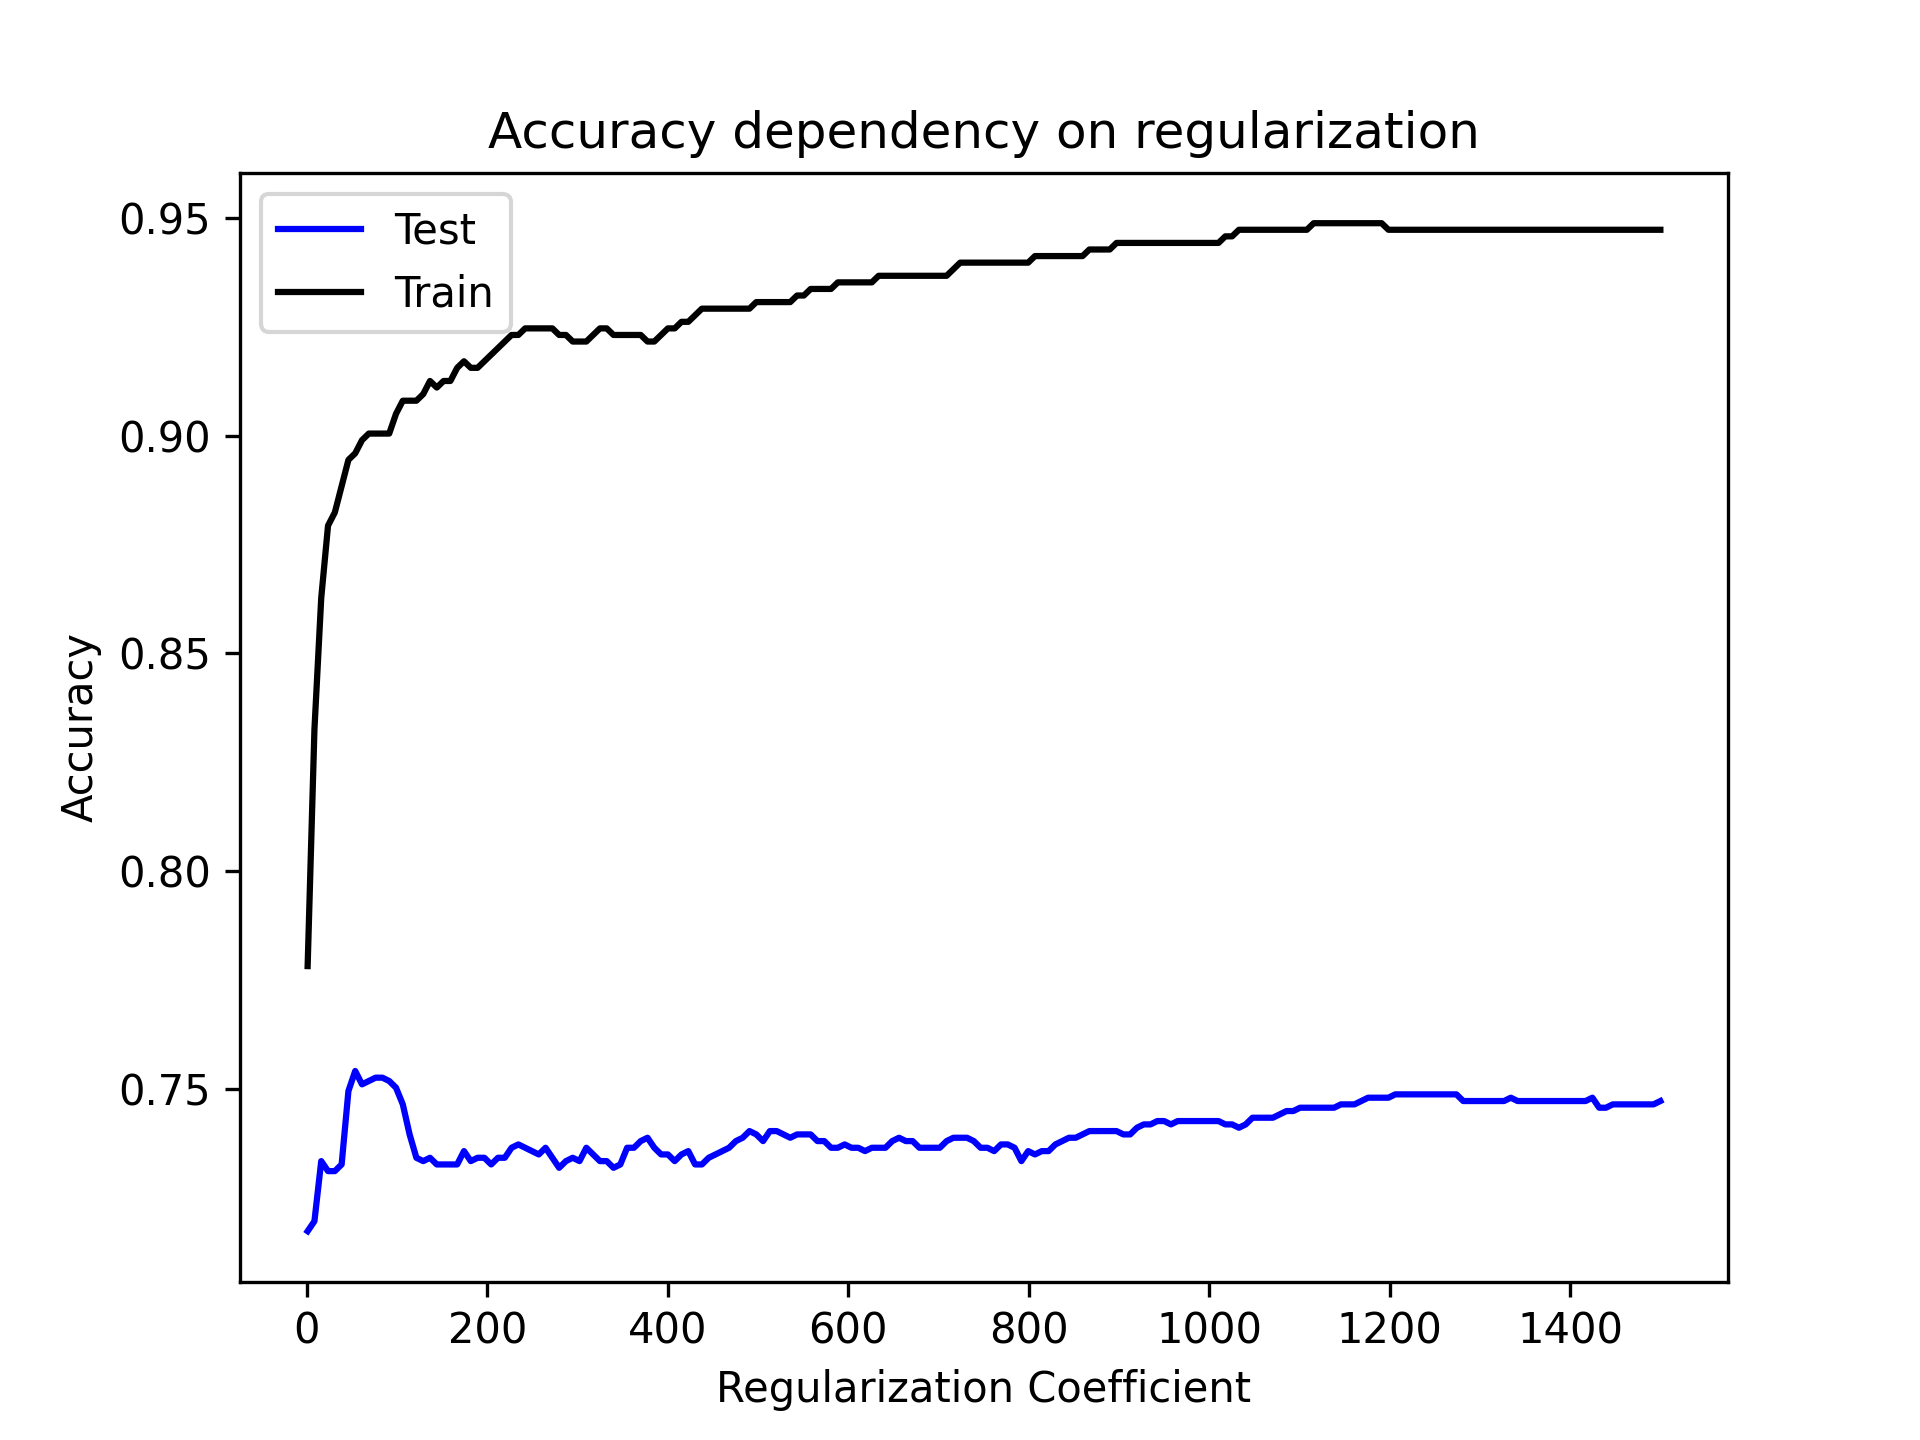 Accuracy dependency on regularization
Test
Train
0.95
0.90
0.85
0.80
0.75
Accuracy
0 200 400 600 800 1000 1200 1400
Regularization Coefficient